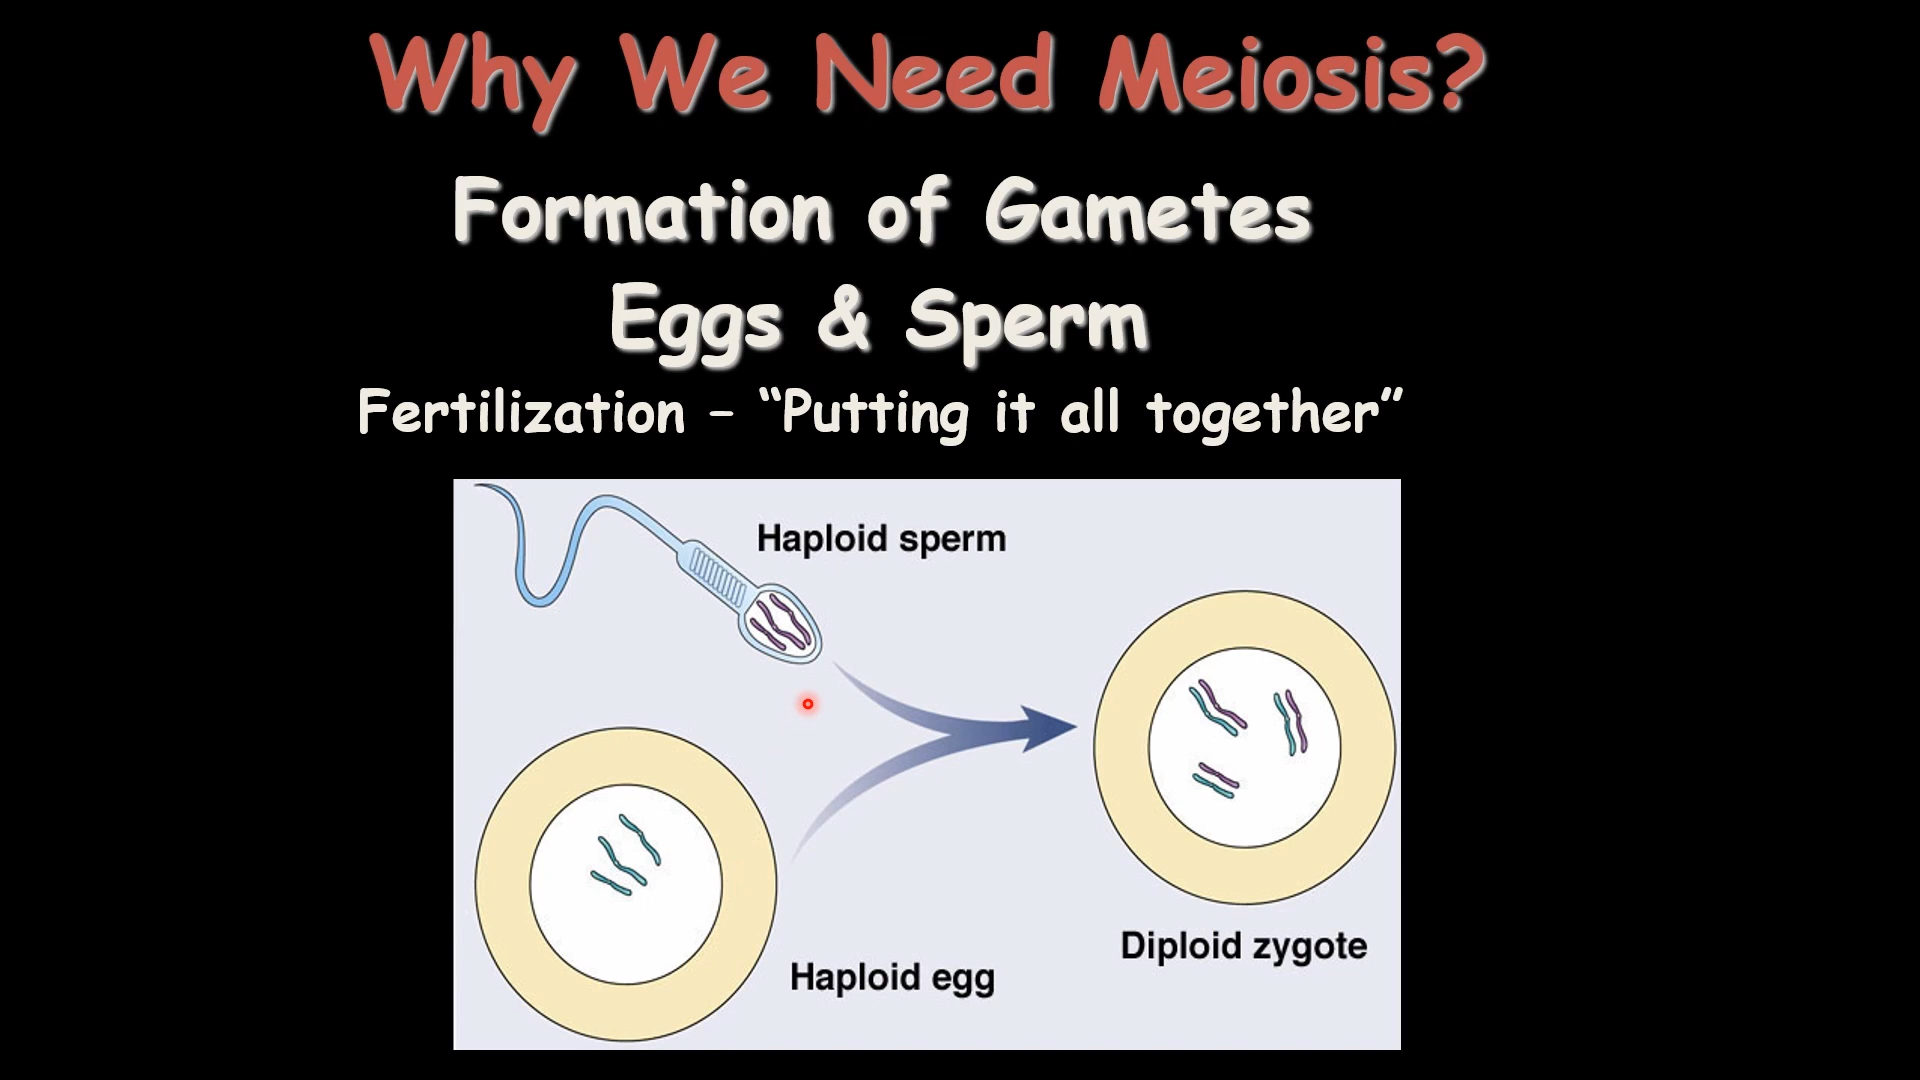 Why We Need Meiosis?
Formation of Gametes
Eggs & Sperm
Fertilization – “Putting it all together”
Haploid sperm
Haploid egg
Diploid zygote